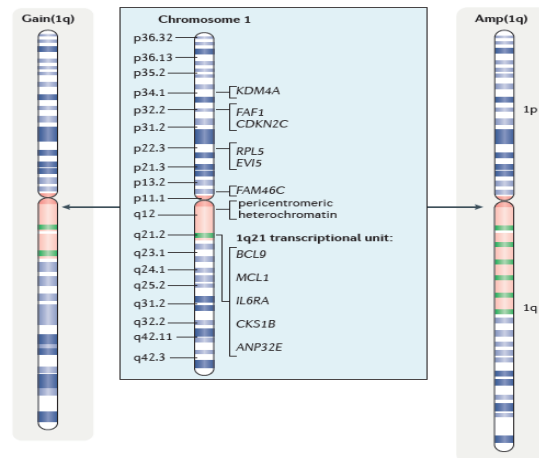 Gain(1q)
Chromosome 1
Amp(1q)
p36.32
p36.13
p35.2
p34.1
KDM4A
p32.2
FAF1
1p
p31.2
CDKN2C
p22.3
RPL5
p21.3
EVI5
p13.2
FAM46C
p11.1
pericentromeric
q12
heterochromatin
q21.2
1q21 transcriptional unit:
q23.1
BCL9
q24.1
MCL1
q25.2
q31.2
IL6RA
1q
q32.2
CKS1B
q42.11
ANP32E
q42.3